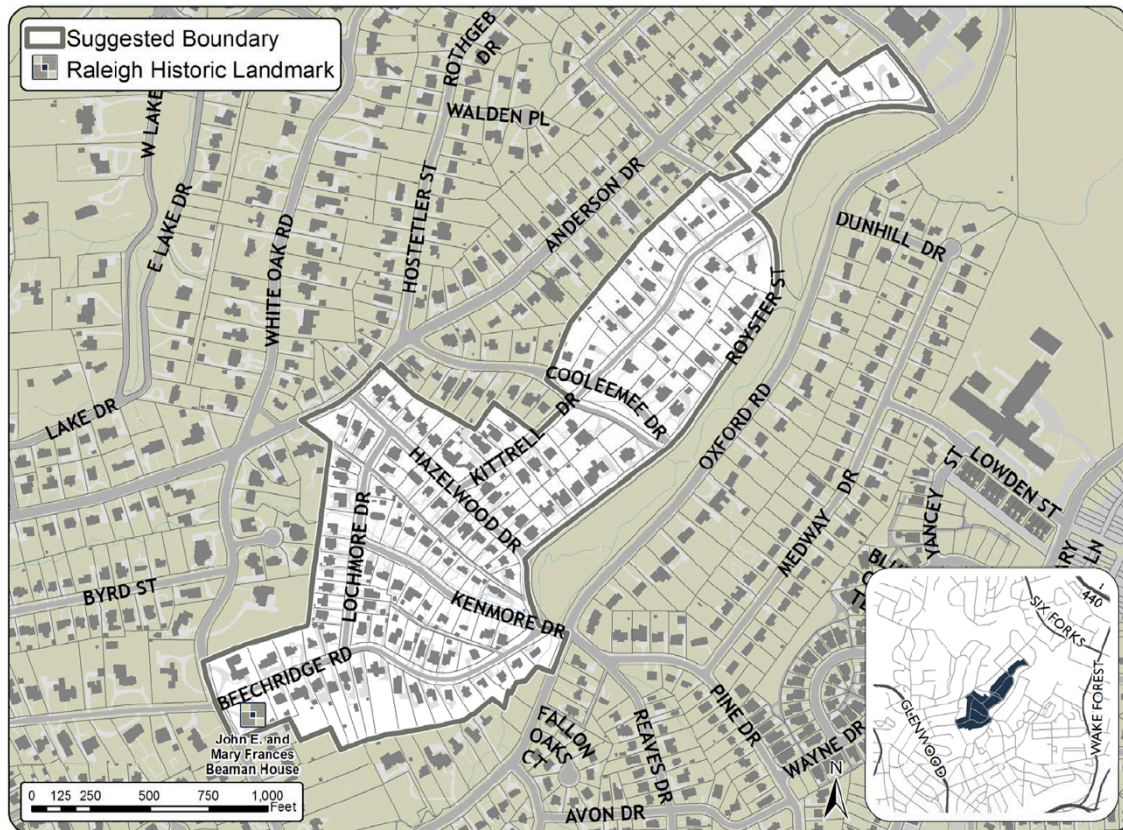 Suggested Boundary
Raleigh Historic Landmark
ROTHGEB
DR
WALDEN PL
W LAKE
E LAKE DR
WHITE OAK RD
HOSTETLER ST
ANDERSON DR
DUNHILL DR
ROYSTER ST
COOLEEMEE DR
OXFORD RD
LAKE DR
KITTRELL DR
HAZELWOOD DR
LOCHMORE DR
MEDWAY DR
YANCEY ST
LOWDEN ST
BYRD ST
KENMORE DR
BEECHRIDGE RD
John E. and
Mary Frances
Beaman House
FALLON
OAKS
CT
REAVES DR
PINE DR
WAYNE DR
AVON DR
N
0 125 250 500 750 1,000
Feet
440
SIX FORKS
GLENWOOD
WAKE FOREST